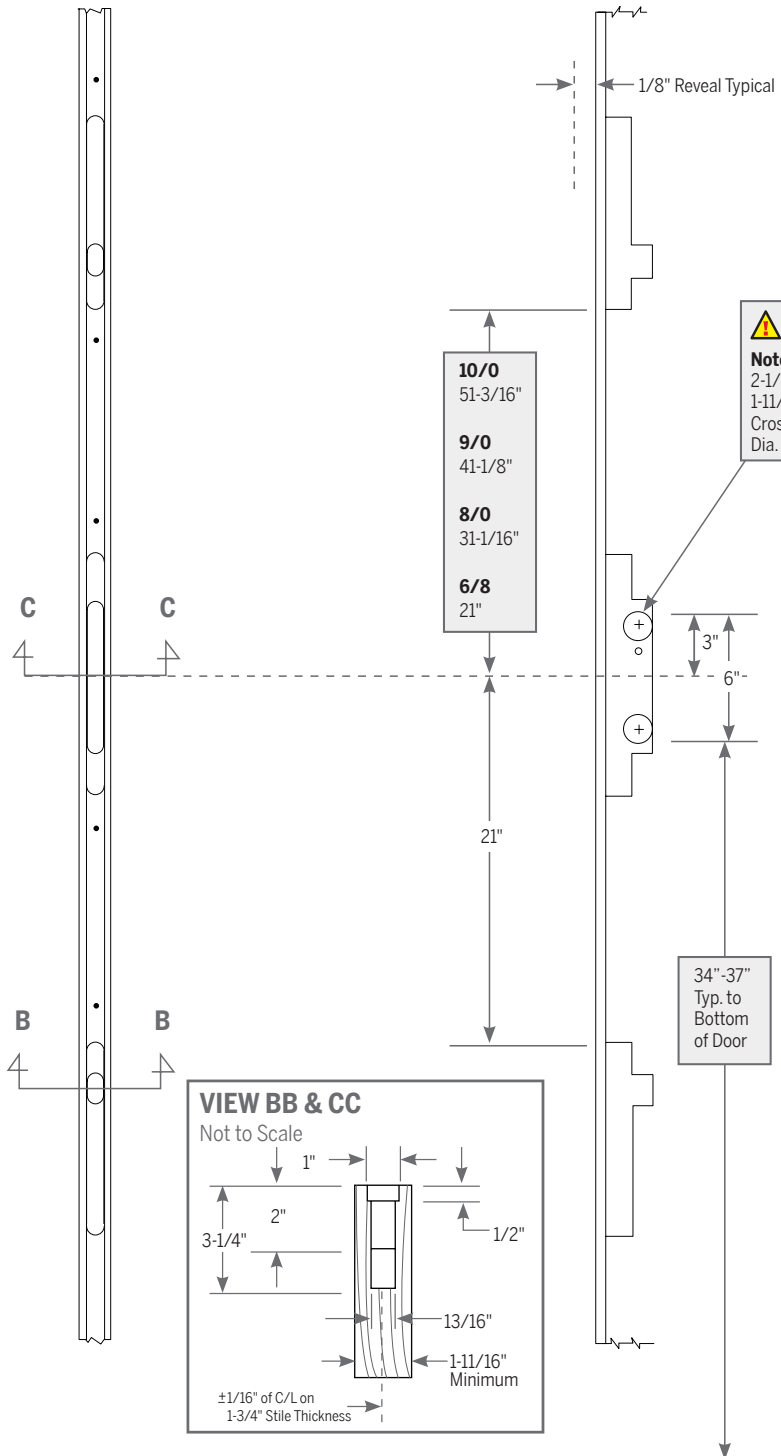 1/8" Reveal Typical
10/0
51-3/16"
9/0
41-1/8"
8/0
31-1/16"
6/8
21"
2-1/
1-11/
Dia.
C
C
3"
6"
21"
34"-37"
Typ. to
Bottom
of Door
B
B
VIEW BB & CC
Not to Scale
1"
2"
3-1/4"
1/2"
13/16"
1-11/16"
Minimum
±1/16" of C/L on
1-3/4" Stile Thickness